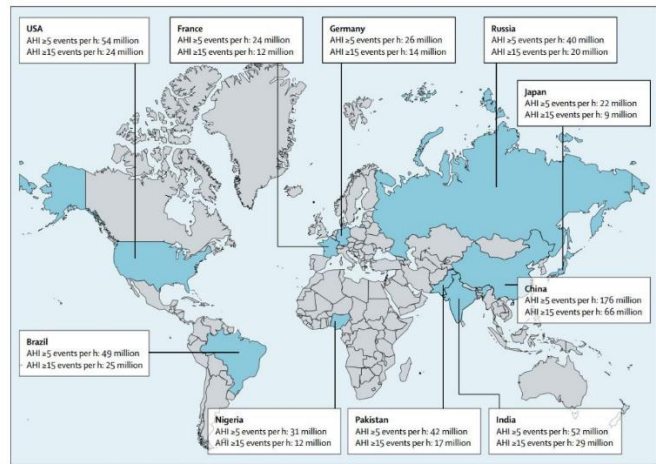 USA
AHI ≥5 events per h: 54 million
AHI ≥15 events per h: 24 million
France
AHI ≥5 events per h: 24 million
AHI ≥15 events per h: 12 million
Germany
AHI ≥5 events per h: 26 million
AHI ≥15 events per h: 14 million
Russia
AHI ≥5 events per h: 40 million
AHI ≥15 events per h: 20 million
Japan
AHI ≥5 events per h: 22 million
AHI ≥15 events per h: 9 million
China
AHI ≥5 events per h: 176 million
AHI ≥15 events per h: 66 million
Brazil
AHI ≥5 events per h: 49 million
AHI ≥15 events per h: 25 million
Nigeria
AHI ≥5 events per h: 31 million
AHI ≥15 events per h: 12 million
Pakistan
AHI ≥5 events per h: 42 million
AHI ≥15 events per h: 17 million
India
AHI ≥5 events per h: 52 million
AHI ≥15 events per h: 29 million